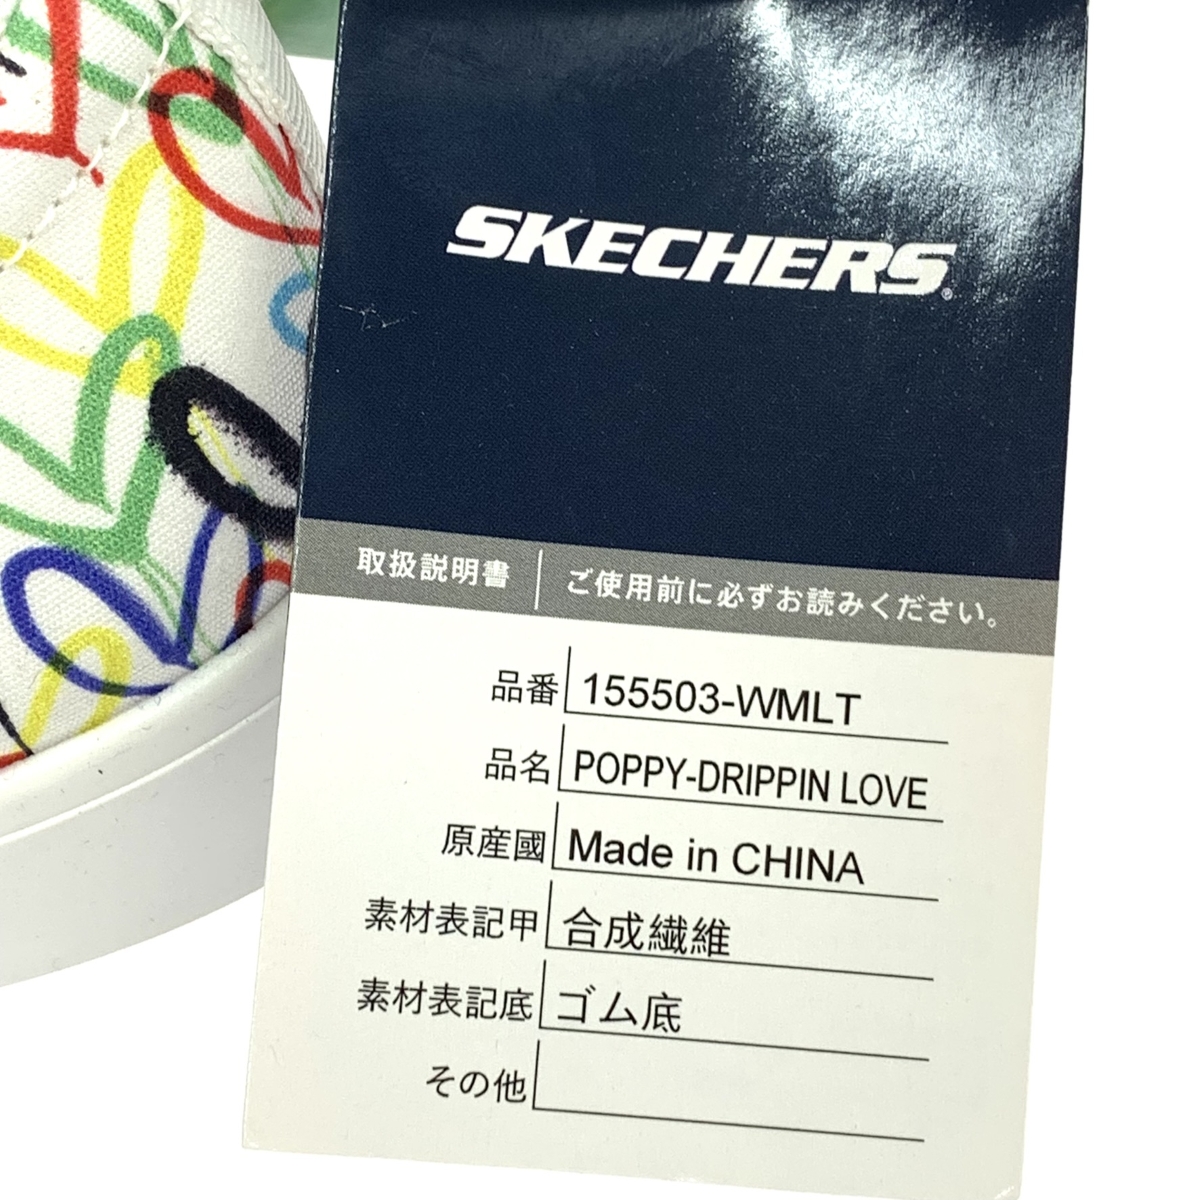 SKECHERS®
取扱説明書 ご使用前に必ずお読みください。
品番 155503-WMLT
品名 POPPY-DRIPPIN LOVE
原産國 Made in CHINA
素材表記甲 合成繊維
素材表記底 ゴム底
その他